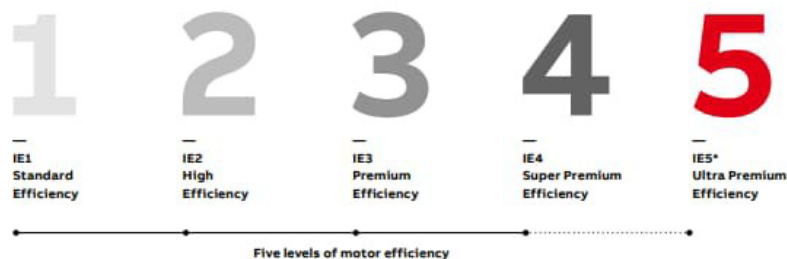 1 2 3 4 5
IE1
Standard
Efficiency
IE2
High
Efficiency
IE3
Premium
Efficiency
IE4
Super Premium
Efficiency
IE5*
Ultra Premium
Efficiency
Five levels of motor efficiency